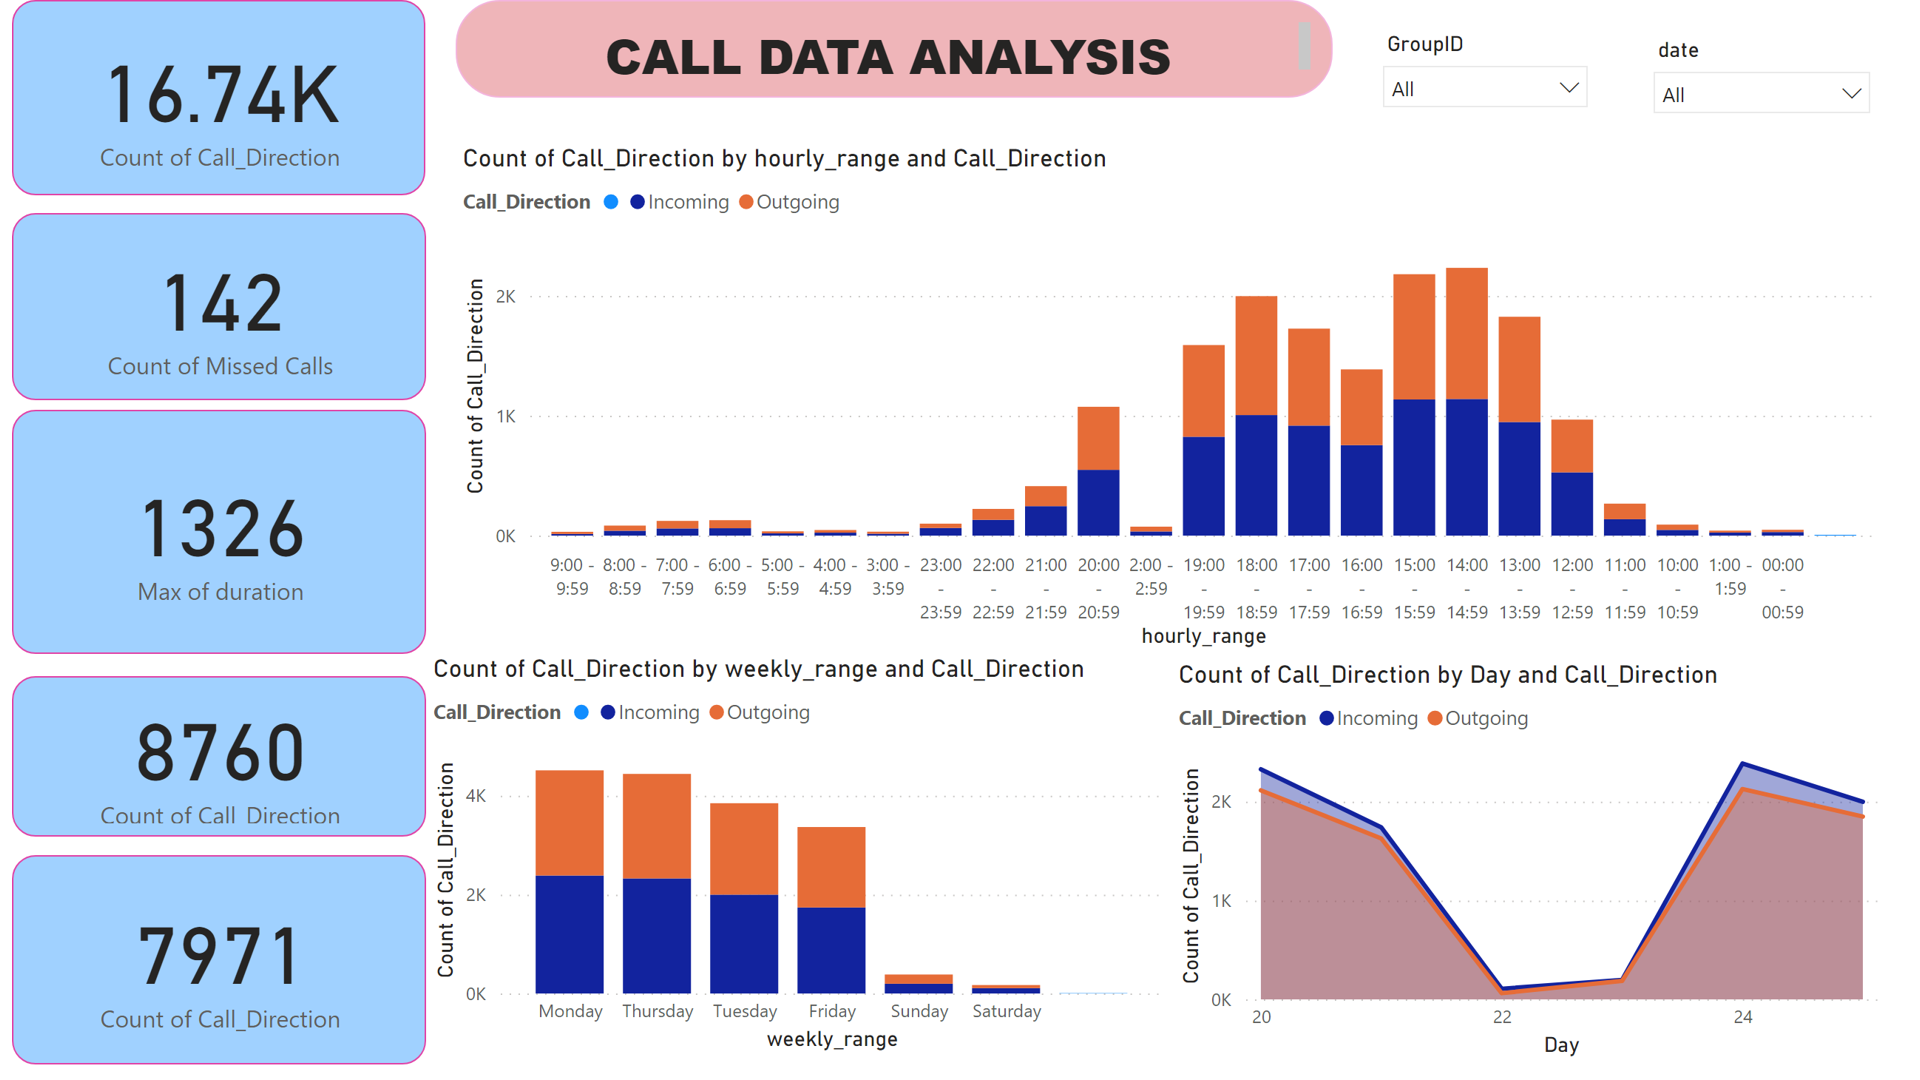 16.74K
Count of Call_Direction
142
Count of Missed Calls
1326
Max of duration
8760
Count of Call_Direction
7971
Count of Call_Direction
CALL DATA ANALYSIS
GroupID
All
date
All
Count of Call_Direction by hourly_range and Call_Direction
Call_Direction Incoming Outgoing
Count of Call_Direction
2K
1K
0K
9:00 - 9:59
8:00 - 8:59
7:00 - 7:59
6:00 - 6:59
5:00 - 5:59
4:00 - 4:59
3:00 - 3:59
23:00 - 23:59
22:00 - 22:59
21:00 - 21:59
20:00 - 20:59
2:00 - 2:59
19:00 - 19:59
18:00 - 18:59
17:00 - 17:59
16:00 - 16:59
15:00 - 15:59
14:00 - 14:59
13:00 - 13:59
12:00 - 12:59
11:00 - 11:59
10:00 - 10:59
1:00 - 1:59
00:00 - 00:59
hourly_range
Count of Call_Direction by weekly_range and Call_Direction
Call_Direction Incoming Outgoing
Count of Call_Direction
4K
2K
0K
Monday Thursday Tuesday Friday Sunday Saturday
weekly_range
Count of Call_Direction by Day and Call_Direction
Call_Direction Incoming Outgoing
Count of Call_Direction
2K
1K
0K
20 22 24
Day